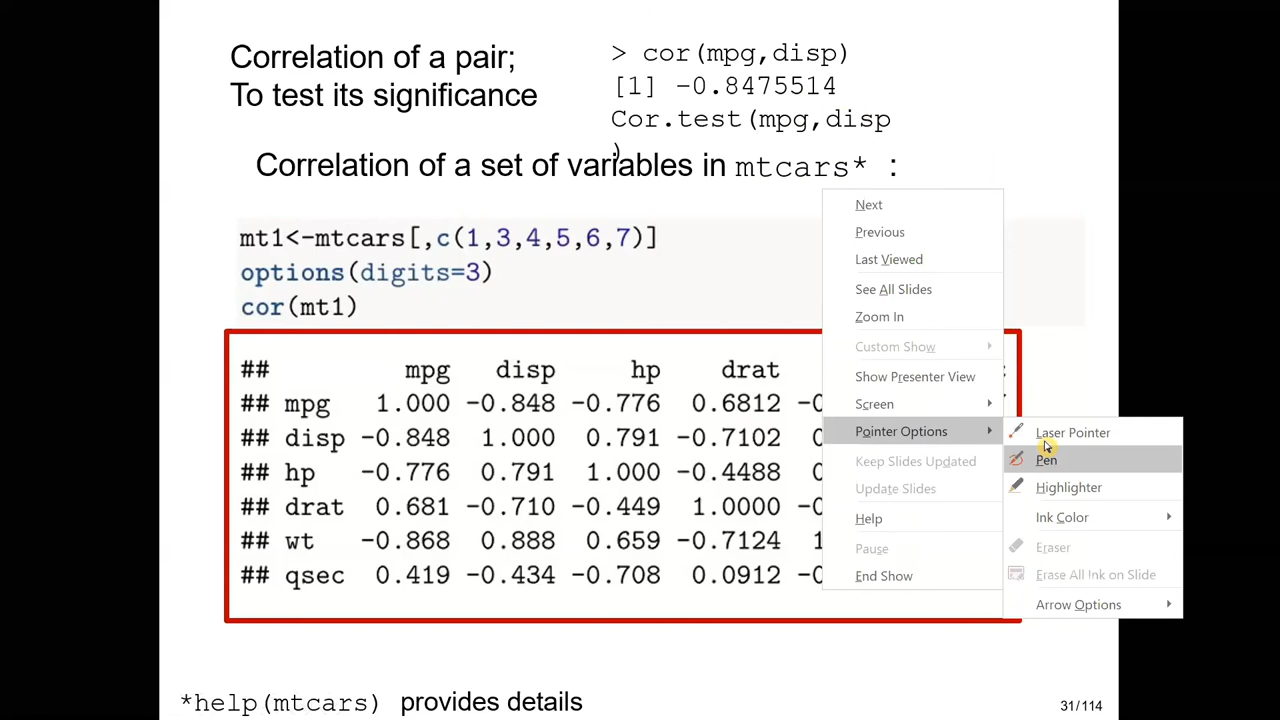 Correlation of a pair;
To test its significance
> cor(mpg,disp)
[1] -0.8475514
Cor.test(mpg,disp
)
Correlation of a set of variables in mtcars* :
mt1<-mtcars[,c(1,3,4,5,6,7)]
options(digits=3)
cor(mt1)
## mpg disp hp drat
## mpg 1.000 -0.848 -0.776 0.6812
## disp -0.848 1.000 0.791 -0.7102
## hp -0.776 0.791 1.000 -0.4488
## drat 0.681 -0.710 -0.449 1.0000
## wt -0.868 0.888 0.659 -0.7124
## qsec 0.419 -0.434 -0.708 0.0912
Next
Previous
Last Viewed
See All Slides
Zoom In
Custom Show
Show Presenter View
Screen
Pointer Options
Keep Slides Updated
Update Slides
Help
Pause
End Show
Laser Pointer
Pen
Highlighter
Ink Color
Eraser
Erase All Ink on Slide
Arrow Options
*help(mtcars) provides details
31/114